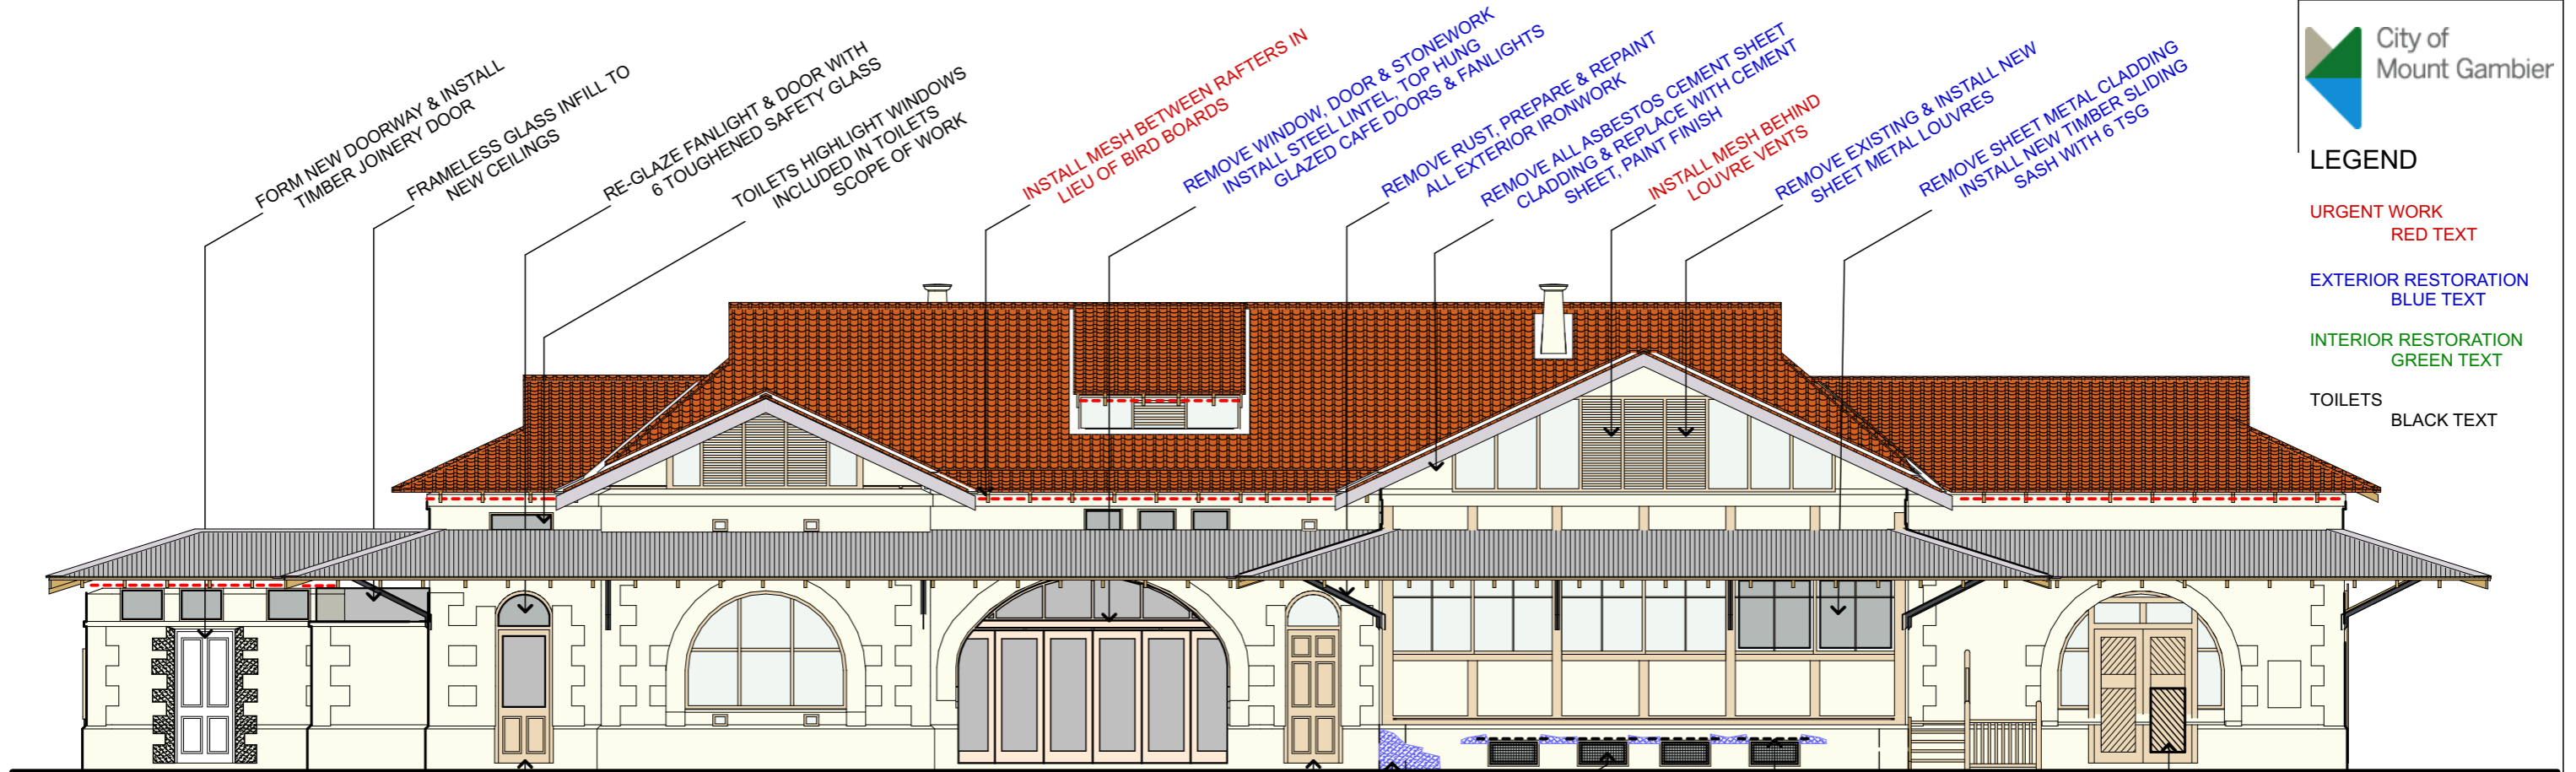 FORM NEW DOORWAY & INSTALL
TIMBER JOINERY DOOR
FRAMELESS GLASS INFILL TO
NEW CEILINGS
RE-GLAZE FANLIGHT & DOOR WITH
6 TOUGHENED SAFETY GLASS
TOILETS HIGHLIGHT WINDOWS
INCLUDED IN TOILETS
SCOPE OF WORK
INSTALL MESH BETWEEN RAFTERS IN
LIEU OF BIRD BOARDS
REMOVE WINDOW, DOOR & STONEWORK
INSTALL STEEL LINTEL, TOP HUNG
GLAZED CAFE DOORS & FANLIGHTS
REMOVE RUST, PREPARE & REPAINT
ALL EXTERIOR IRONWORK
REMOVE ALL ASBESTOS CEMENT SHEET
CLADDING & REPLACE WITH CEMENT
SHEET, PAINT FINISH
INSTALL MESH BEHIND
LOUVRE VENTS
REMOVE EXISTING & INSTALL NEW
SHEET METAL LOUVRES
REMOVE SHEET METAL CLADDING
INSTALL NEW TIMBER SLIDING
SASH WITH 6 TSG
City of
Mount Gambier
LEGEND
URGENT WORK
RED TEXT
EXTERIOR RESTORATION
BLUE TEXT
INTERIOR RESTORATION
GREEN TEXT
TOILETS
BLACK TEXT